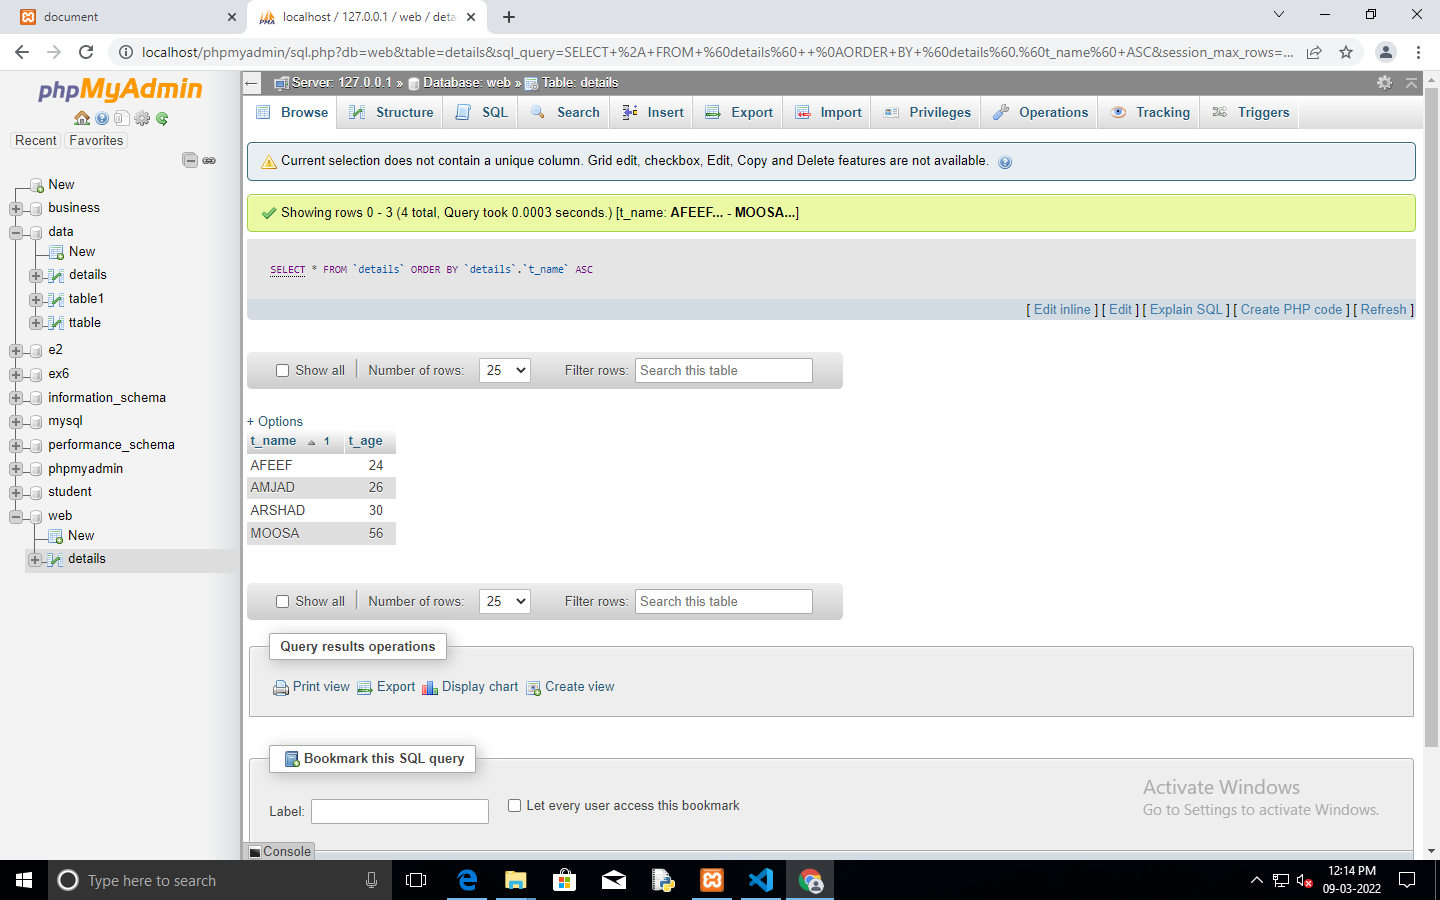 document
localhost / 127.0.0.1 / web / deta
localhost/phpmyadmin/sql.php?db=web&table=details&sql_query=SELECT+%2A+FROM+%60details%60++%0AORDER+BY+%60details%60.%60t_name%60+ASC&session_max_rows=...
phpMyAdmin
Recent Favorites
New
business
data
New
details
table1
ttable
e2
ex6
information_schema
mysql
performance_schema
phpmyadmin
student
web
New
details
Server: 127.0.0.1 » Database: web » Table: details
Browse Structure SQL Search Insert Export Import Privileges Operations Tracking Triggers
Current selection does not contain a unique column. Grid edit, checkbox, Edit, Copy and Delete features are not available.
Showing rows 0 - 3 (4 total, Query took 0.0003 seconds.) [t_name: AFEEF... - MOOSA...]
SELECT * FROM `details` ORDER BY `details`.`t_name` ASC
[ Edit inline ] [ Edit ] [ Explain SQL ] [ Create PHP code ] [ Refresh ]
Show all Number of rows: 25 Filter rows: Search this table
+ Options
t_name 1 t_age
AFEEF 24
AMJAD 26
ARSHAD 30
MOOSA 56
Show all Number of rows: 25 Filter rows: Search this table
Query results operations
Print view Export Display chart Create view
Bookmark this SQL query
Label: Let every user access this bookmark
Console
Activate Windows
Go to Settings to activate Windows.
Type here to search
12:14 PM
09-03-2022